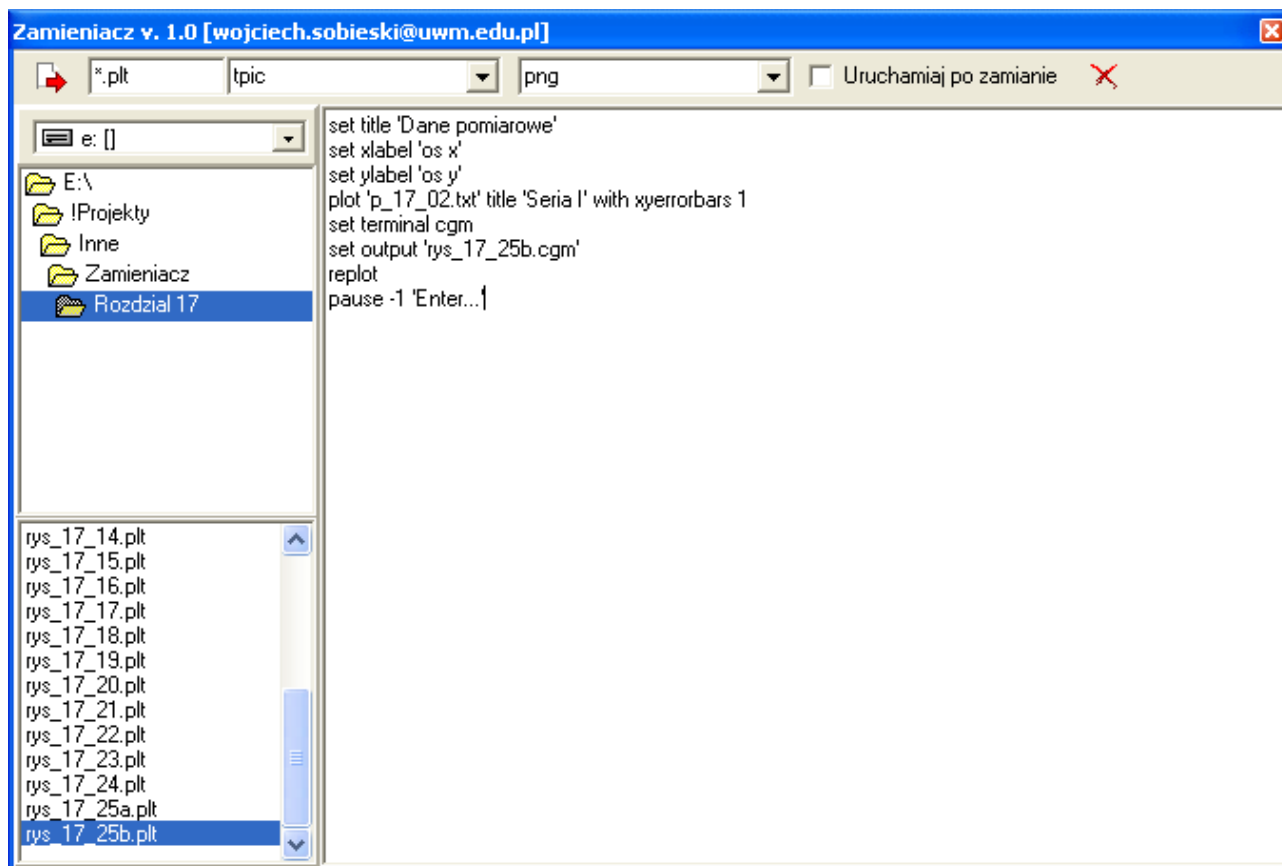 Zamieniacz v. 1.0 [wojciech.sobieski@uwm.edu.pl]
*.plt tpic png Uruchamiaj po zamianie
e: []
E:\
!Projekty
Inne
Zamieniacz
Rozdzial 17
rys_17_14.plt
rys_17_15.plt
rys_17_16.plt
rys_17_17.plt
rys_17_18.plt
rys_17_19.plt
rys_17_20.plt
rys_17_21.plt
rys_17_22.plt
rys_17_23.plt
rys_17_24.plt
rys_17_25a.plt
rys_17_25b.plt
set title 'Dane pomiarowe'
set xlabel 'os x'
set ylabel 'os y'
plot 'p_17_02.txt' title 'Seria I' with xyerrorbars 1
set terminal cgm
set output 'rys_17_25b.cgm'
replot
pause -1 'Enter...'